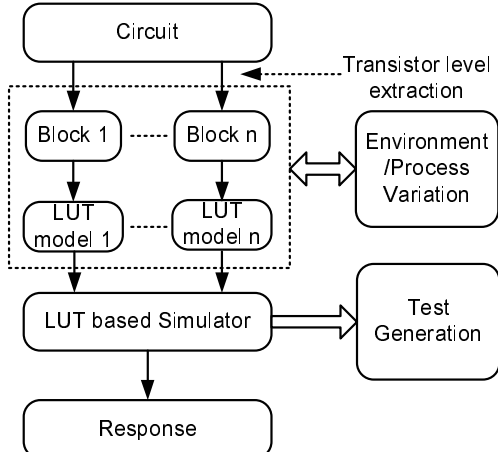 Circuit
Transistor level
extraction
Block 1
Block n
Environment
/Process
Variation
LUT
model 1
LUT
model n
LUT based Simulator
Test
Generation
Response